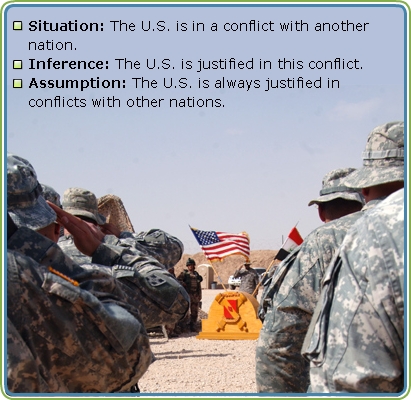 Situation: The U.S. is in a conflict with another
nation.
Inference: The U.S. is justified in this conflict.
Assumption: The U.S. is always justified in
conflicts with other nations.